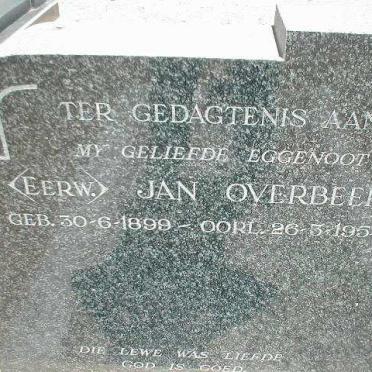 TER GEDAGTENIS AAN
MY GELIEFDE EGGENOOT
(EERW.) JAN OVERBEEK
GEB. 30-6-1899 – OORL. 26-3-195
DIE LEWE WAS LIEFDE
GOD IS GOED